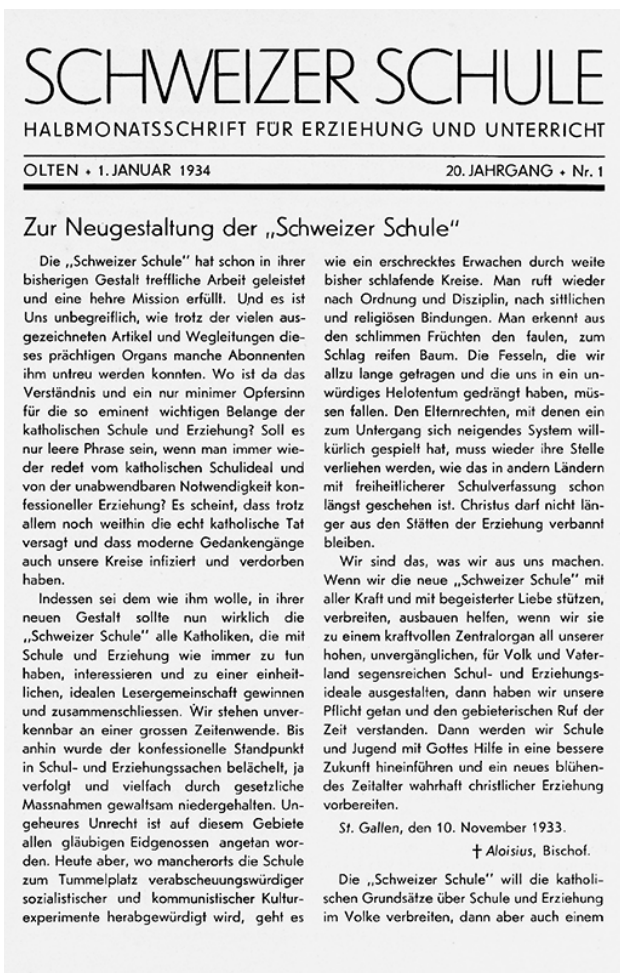 SCHWEIZER SCHULE
HALBMONATSSCHRIFT FÜR ERZIEHUNG UND UNTERRICHT
OLTEN + 1. JANUAR 1934
20. JAHRGANG + Nr. 1
Zur Neugestaltung der „Schweizer Schule“
Die „Schweizer Schule“ hat schon in ihrer
bisherigen Gestalt treffliche Arbeit geleistet
und eine hehre Mission erfüllt. Und es ist
Uns unbegreiflich, wie trotz der vielen aus-
gezeichneten Artikel und Wegleitungen die-
ses prächtigen Organs manche Abonnenten
ihm untreu werden konnten. Wo ist da das
Verständnis und ein nur minimer Opfersinn
für die so eminent wichtigen Belange der
katholischen Schule und Erziehung? Soll es
nur leere Phrase sein, wenn man immer wie-
der redet vom katholischen Schulideal und
von der unabwendbaren Notwendigkeit kon-
fessioneller Erziehung? Es scheint, dass trotz
allem noch weithin die echt katholische Tat
versagt und dass moderne Gedankengänge
auch unsere Kreise infiziert und verdorben
haben.
Indessen sei dem wie ihm wolle, in ihrer
neuen Gestalt sollte nun wirklich die
„Schweizer Schule“ alle Katholiken, die mit
Schule und Erziehung wie immer zu tun
haben, interessieren und zu einer einheit-
lichen, idealen Lesergemeinschaft gewinnen
und zusammenschliessen. Wir stehen unver-
kennbar an einer grossen Zeitenwende. Bis
anhin wurde der konfessionelle Standpunkt
in Schul- und Erziehungssachen belächelt, ja
verfolgt und vielfach durch gesetzliche
Massnahmen gewaltsam niedergehalten. Un-
geheures Unrecht ist auf diesem Gebiete
allen gläubigen Eidgenossen angetan wor-
den. Heute aber, wo mancherorts die Schule
zum Tummelplatz verabscheuungswürdiger
sozialistischer und kommunistischer Kultur-
experimente herabgewürdigt wird, geht es
wie ein erschrecktes Erwachen durch weite
bisher schlafende Kreise. Man ruft wieder
nach Ordnung und Disziplin, nach sittlichen
und religiösen Bindungen. Man erkennt aus
den schlimmen Früchten den faulen, zum
Schlag reifen Baum. Die Fesseln, die wir
allzu lange getragen und die uns in ein un-
würdiges Helotentum gedrängt haben, müs-
sen fallen. Den Elternrechten, mit denen ein
zum Untergang sich neigendes System will-
kürlich gespielt hat, muss wieder ihre Stelle
verliehen werden, wie das in andern Ländern
mit freiheitlicherer Schulverfassung schon
längst geschehen ist. Christus darf nicht län-
ger aus den Stätten der Erziehung verbannt
bleiben.
Wir sind das, was wir aus uns machen.
Wenn wir die neue „Schweizer Schule“ mit
aller Kraft und mit begeisterter Liebe stützen,
verbreiten, ausbauen helfen, wenn wir sie
zu einem kraftvollen Zentralorgan all unserer
hohen, unvergänglichen, für Volk und Vater-
land segensreichen Schul- und Erziehungs-
ideale ausgestalten, dann haben wir unsere
Pflicht getan und den gebieterischen Ruf der
Zeit verstanden. Dann werden wir Schule
und Jugend mit Gottes Hilfe in eine bessere
Zukunft hineinführen und ein neues blühen-
des Zeitalter wahrhaft christlicher Erziehung
vorbereiten.
St. Gallen, den 10. November 1933.
† Aloisius, Bischof.
Die „Schweizer Schule“ will die katholi-
schen Grundsätze über Schule und Erziehung
im Volke verbreiten, dann aber auch einem